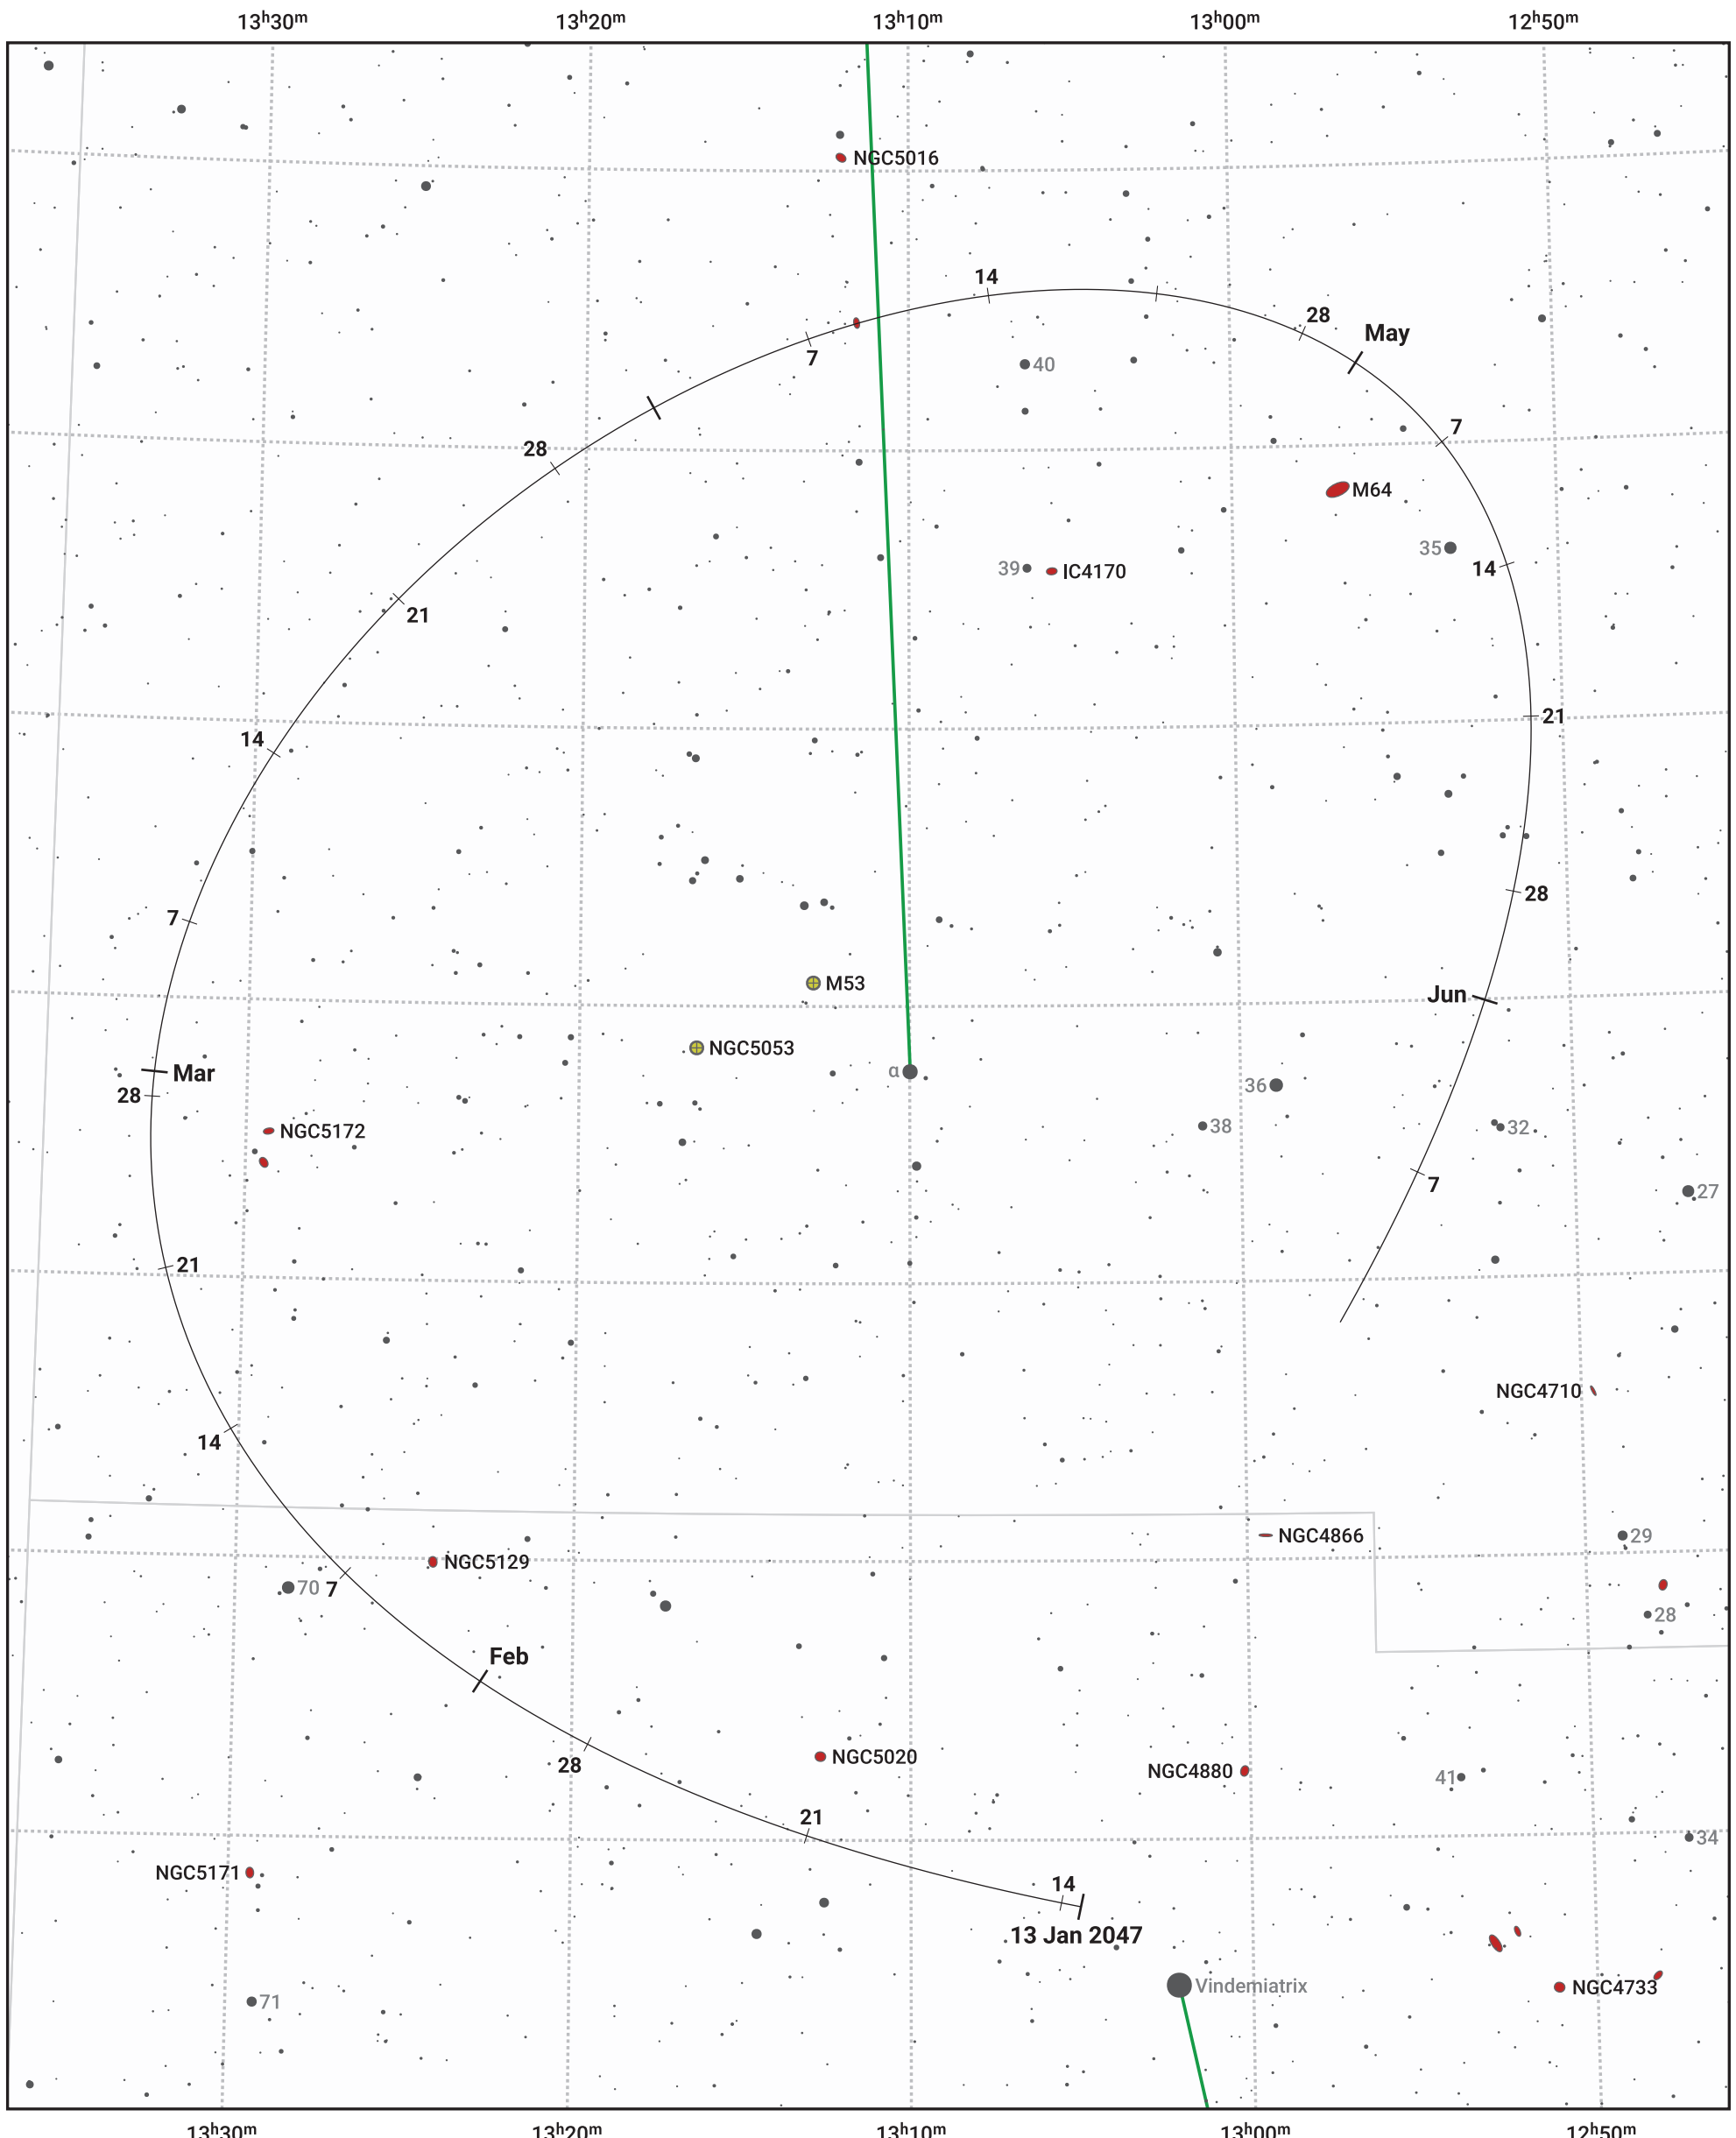 13ʰ30ᵐ 13ʰ20ᵐ 13ʰ10ᵐ 13ʰ00ᵐ 12ʰ50ᵐ
NGC5016
14
28
May
7
40
7
28
M64
35
14
39 IC4170
21
21
14
28
7
M53
Jun
NGC5053
α
Mar
36
28
38
32
NGC5172
7
27
21
NGC4710
14
NGC4866
29
NGC5129
70 7
28
Feb
NGC5020
28
NGC4880
41
21
34
NGC5171
14
13 Jan 2047
Vindemiatrix
NGC4733
71
13ʰ30ᵐ 13ʰ20ᵐ 13ʰ10ᵐ 13ʰ00ᵐ 12ʰ50ᵐ